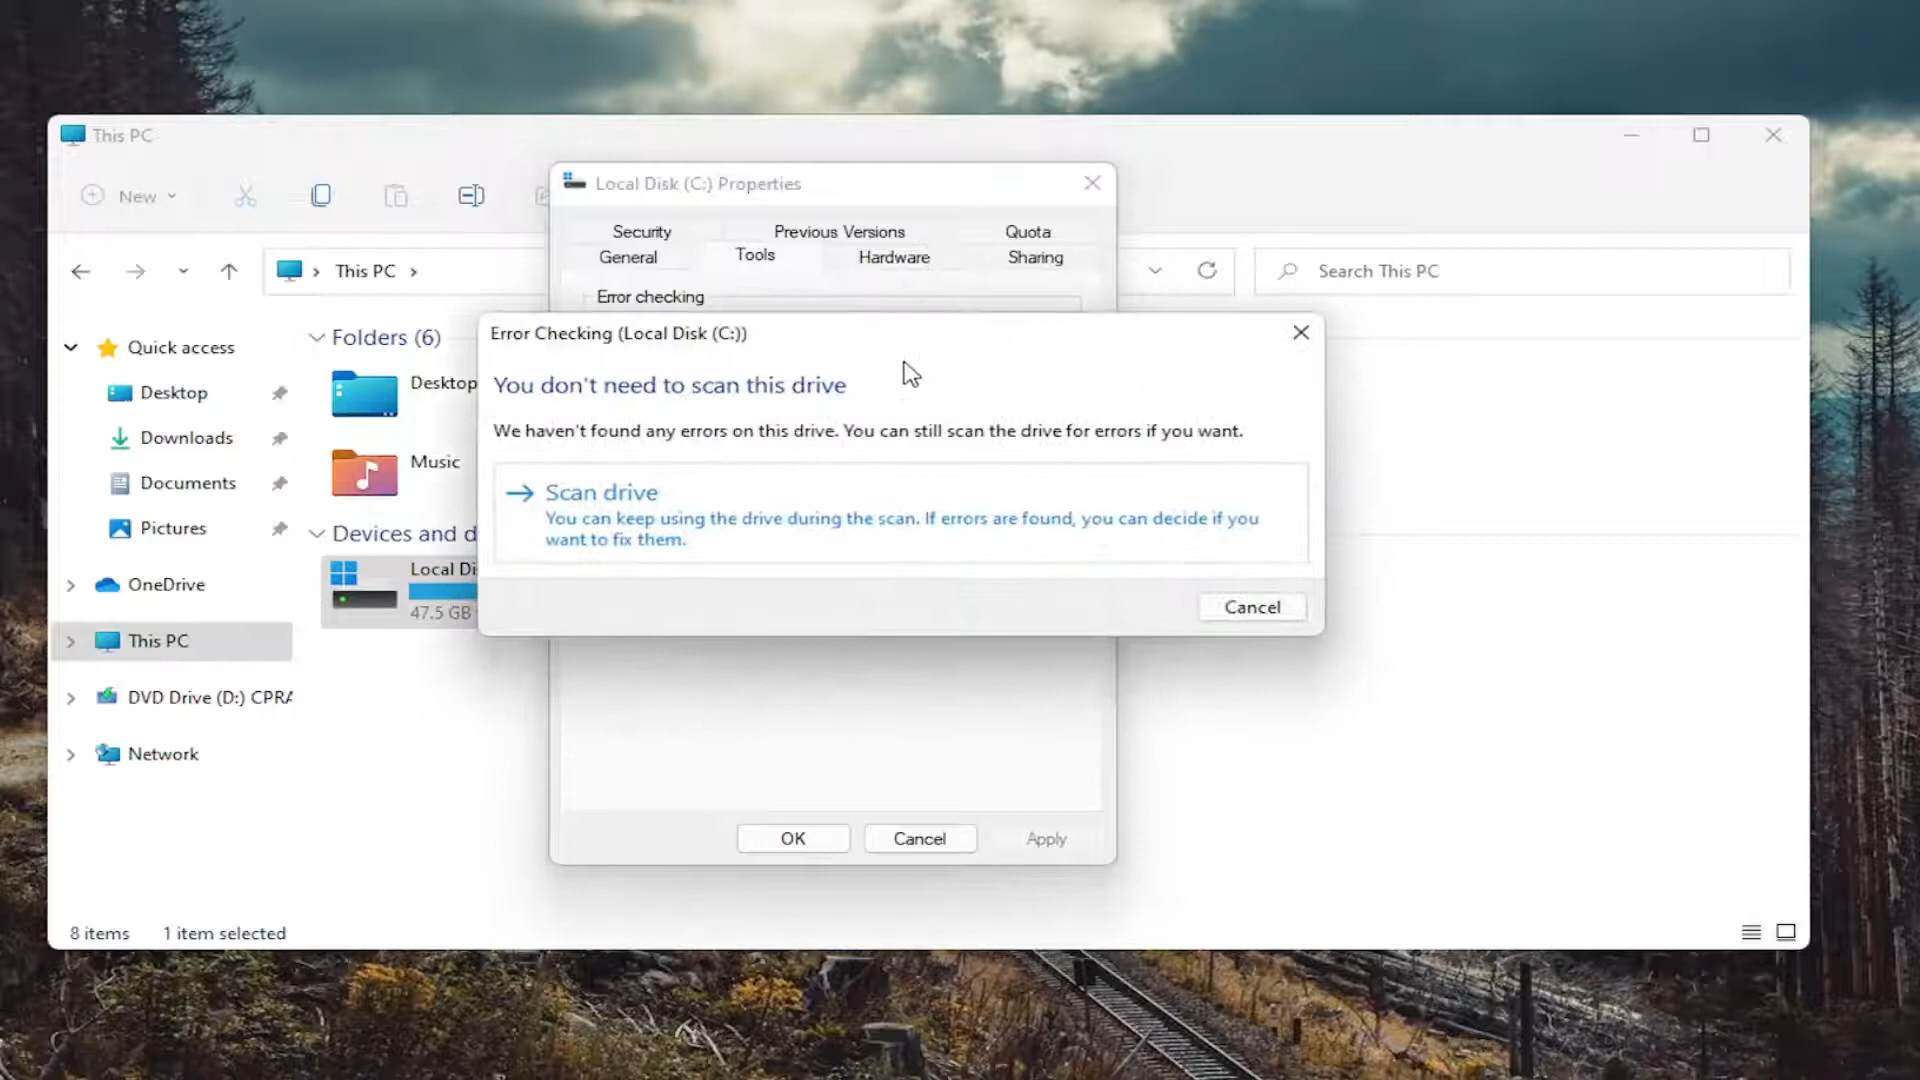 This PC
New
This PC
Search This PC
Quick access
Desktop
Downloads
Documents
Pictures
OneDrive
This PC
DVD Drive (D:) CPRA
Network
Folders (6)
Desktop
Music
Devices and d
Local Di
47.5 GB
8 items
1 item selected
Local Disk (C:) Properties
Security Previous Versions Quota
General Tools Hardware Sharing
Error checking
Error Checking (Local Disk (C:))
You don't need to scan this drive
We haven't found any errors on this drive. You can still scan the drive for errors if you want.
Scan drive
You can keep using the drive during the scan. If errors are found, you can decide if you
want to fix them.
Cancel
OK Cancel Apply